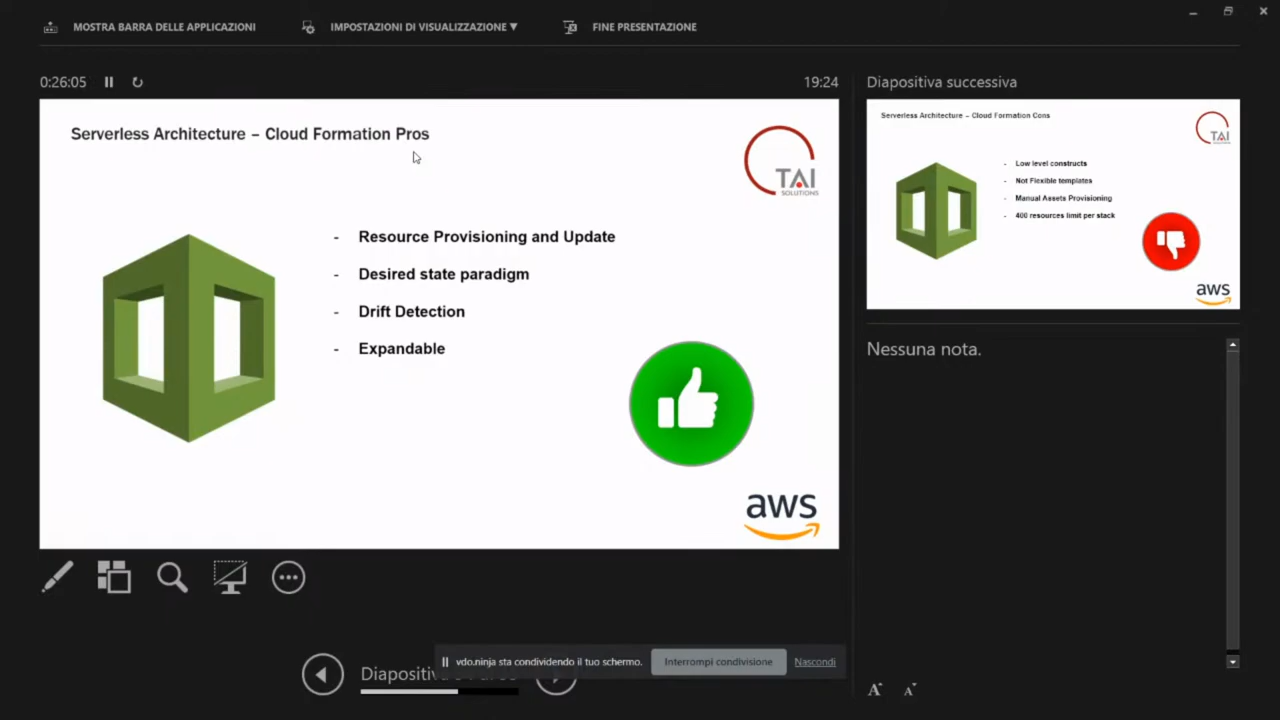 MOSTRA BARRA DELLE APPLICAZIONI
IMPOSTAZIONI DI VISUALIZZAZIONE ▼
FINE PRESENTAZIONE
0:26:05
19:24
Serverless Architecture – Cloud Formation Pros
TAI
SOLUTIONS
- Resource Provisioning and Update
- Desired state paradigm
- Drift Detection
- Expandable
aws
Diapositiva successiva
Serverless Architecture – Cloud Formation Cons
TAI
SOLUTIONS
- Low level constructs
- Not Flexible templates
- Manual Assets Provisioning
- 400 resources limit per stack
aws
Nessuna nota.
vdo.ninja sta condividendo il tuo schermo.
Interrompi condivisione
Nascondi
A A